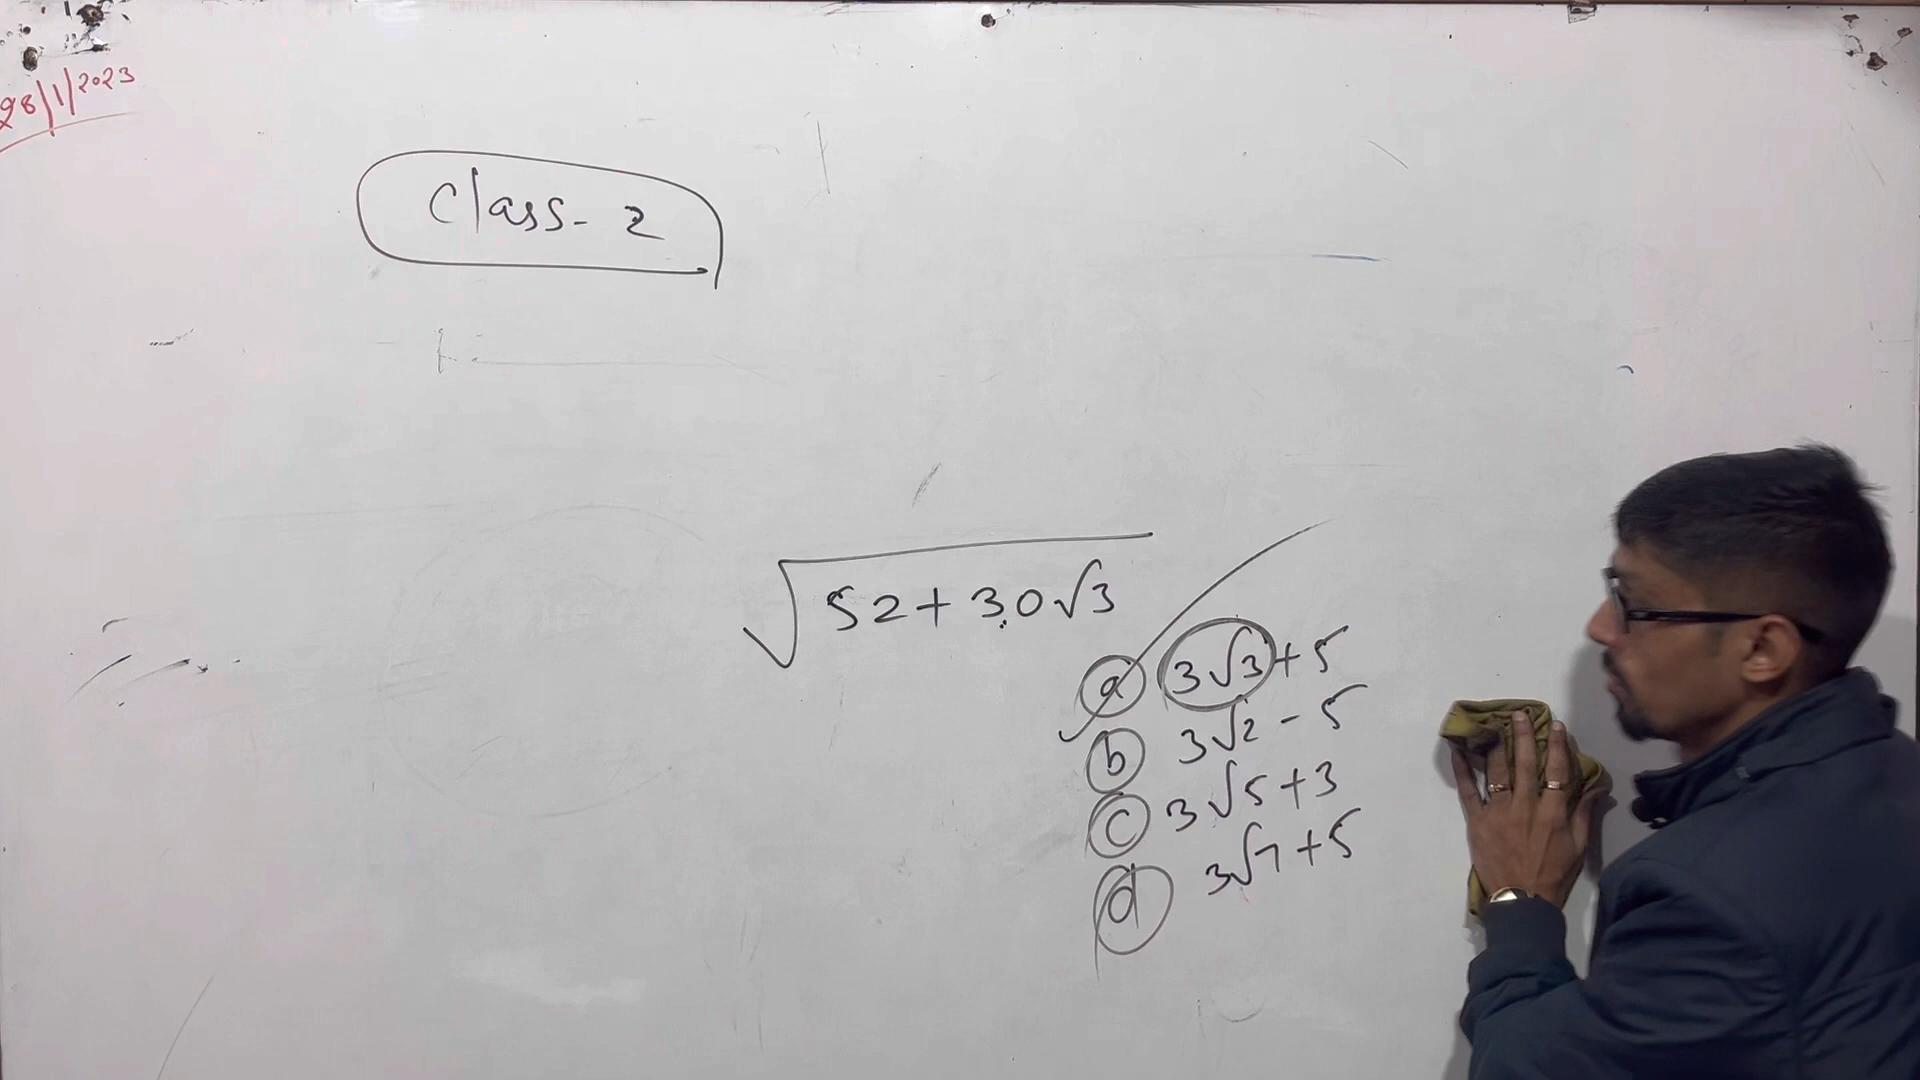 28/1/2023
Class- 2
√52+30√3
a 3√3+5
b 3√2-5
c 3√5+3
d 3√7+5